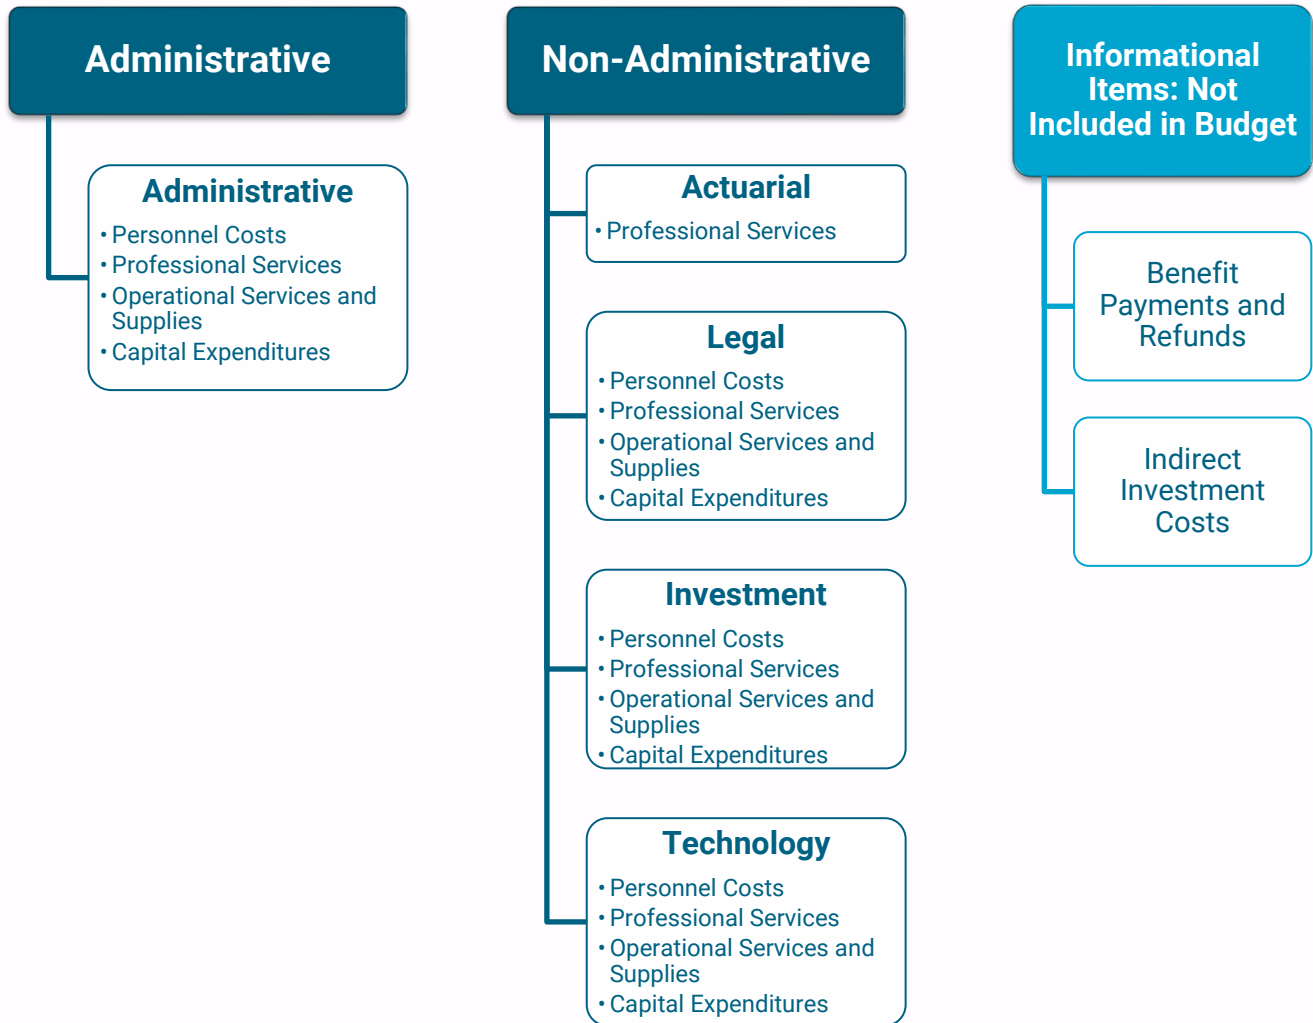 Administrative
Administrative
• Personnel Costs
• Professional Services
• Operational Services and
Supplies
• Capital Expenditures
Non-Administrative
Actuarial
• Professional Services
Legal
• Personnel Costs
• Professional Services
• Operational Services and
Supplies
• Capital Expenditures
Investment
• Personnel Costs
• Professional Services
• Operational Services and
Supplies
• Capital Expenditures
Technology
• Personnel Costs
• Professional Services
• Operational Services and
Supplies
• Capital Expenditures
Informational
Items: Not
Included in Budget
Benefit
Payments and
Refunds
Indirect
Investment
Costs